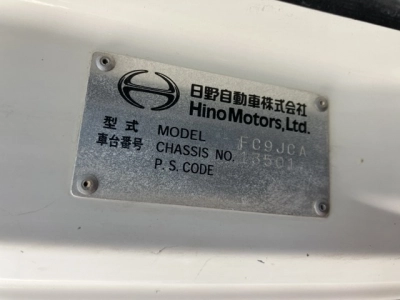 日野自動車株式会社
Hino Motors, Ltd.
型式 MODEL FC9JCA
車台番号 CHASSIS NO. 13501
P.S.CODE